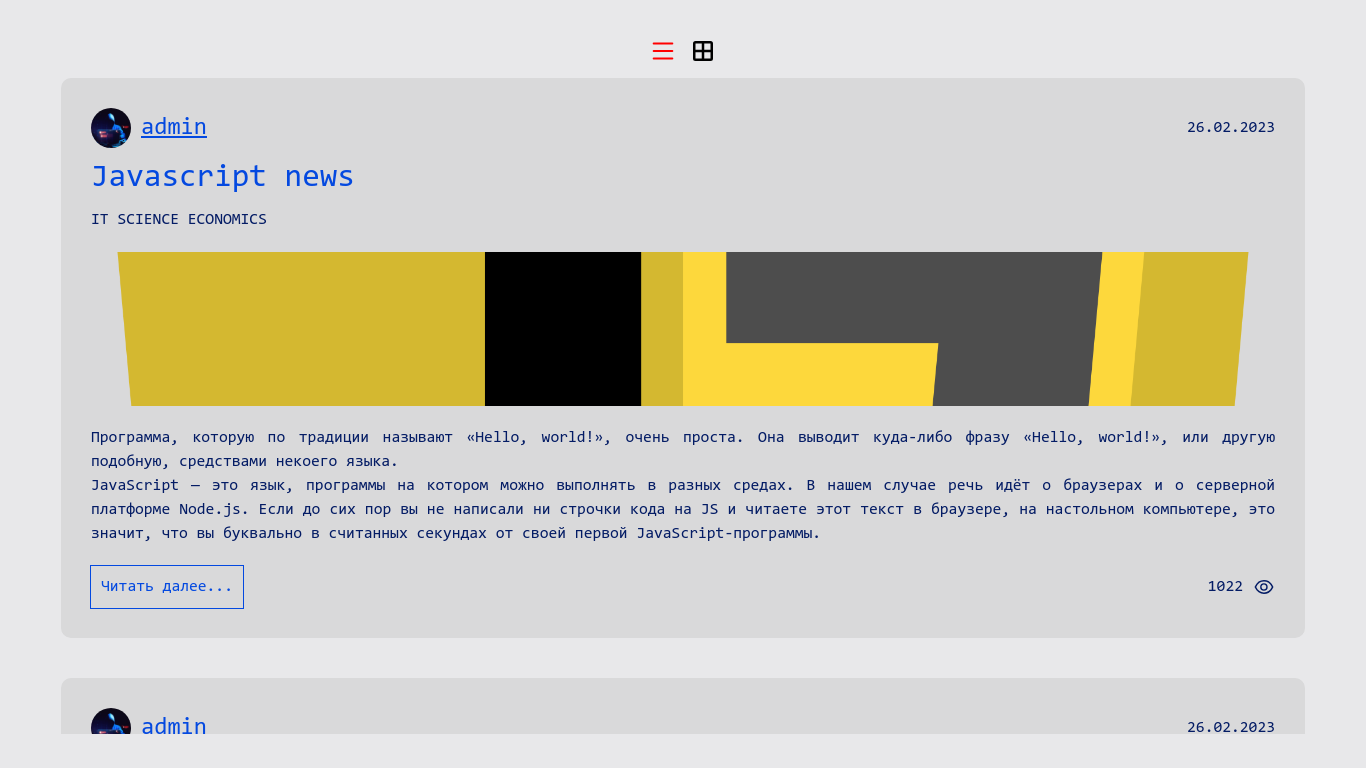 admin
26.02.2023
Javascript news
IT SCIENCE ECONOMICS
Программа, которую по традиции называют «Hello, world!», очень проста. Она выводит куда-либо фразу «Hello, world!», или другую
подобную, средствами некоего языка.
JavaScript — это язык, программы на котором можно выполнять в разных средах. В нашем случае речь идёт о браузерах и о серверной
платформе Node.js. Если до сих пор вы не написали ни строчки кода на JS и читаете этот текст в браузере, на настольном компьютере, это
значит, что вы буквально в считанных секундах от своей первой JavaScript-программы.
Читать далее...
1022
admin
26.02.2023